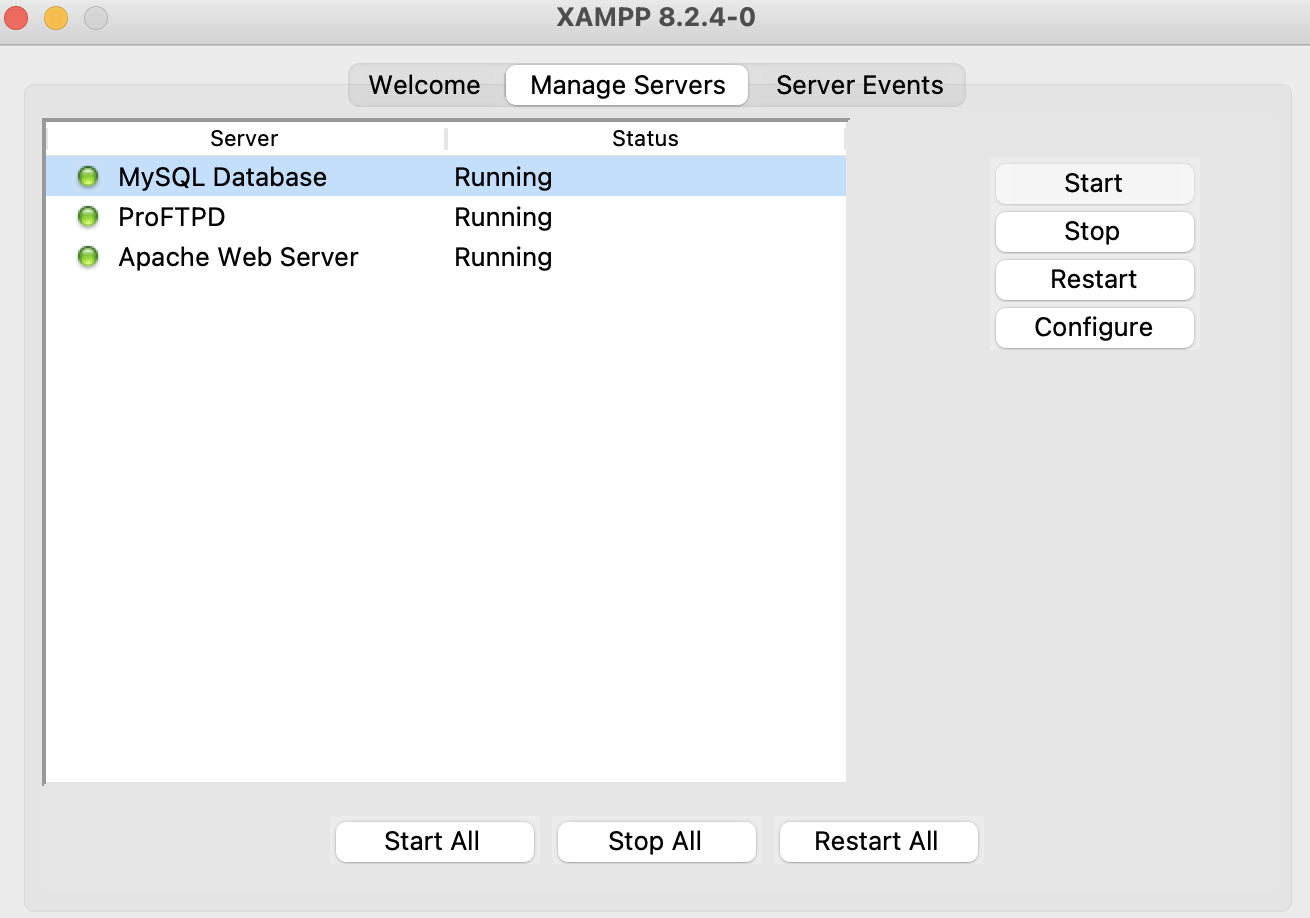 XAMPP 8.2.4-0
Welcome Manage Servers Server Events
Server Status
MySQL Database Running
ProFTPD Running
Apache Web Server Running
Start
Stop
Restart
Configure
Start All Stop All Restart All